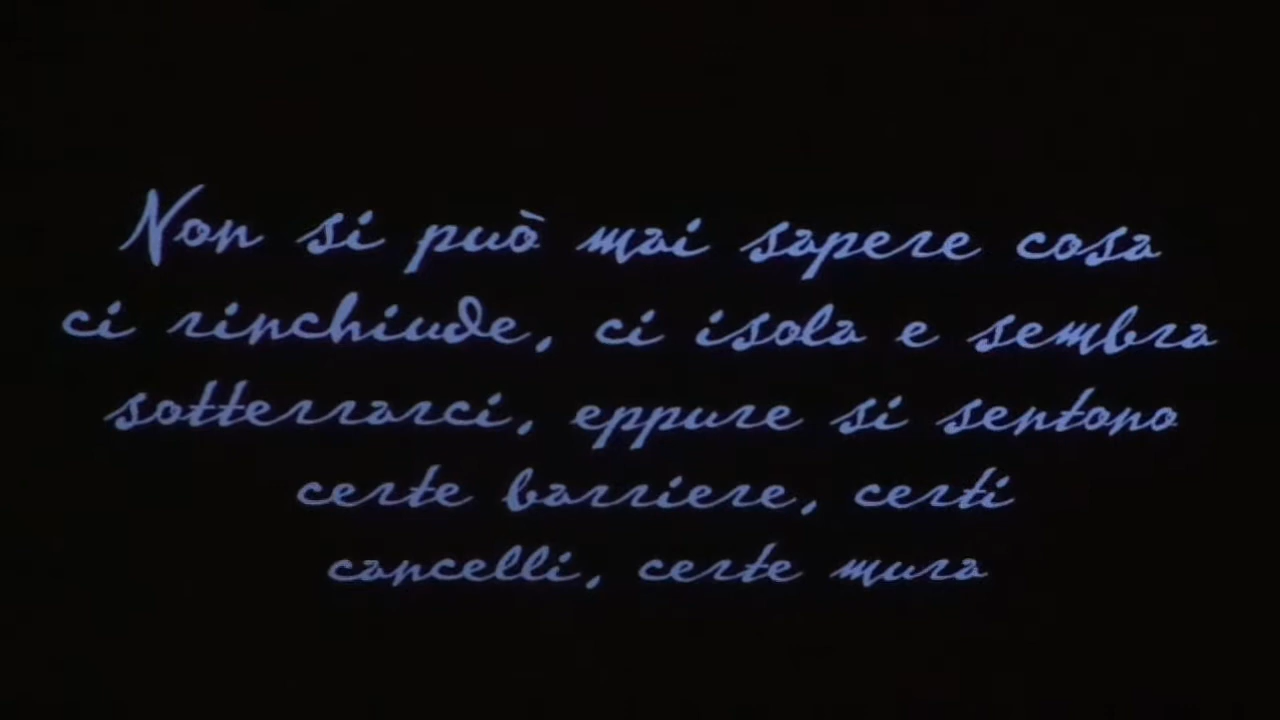 Non si può mai sapere cosa
ci rinchiude, ci isola e sembra
sotterrarci, eppure si sentono
certe barriere, certi
cancelli, certe mura